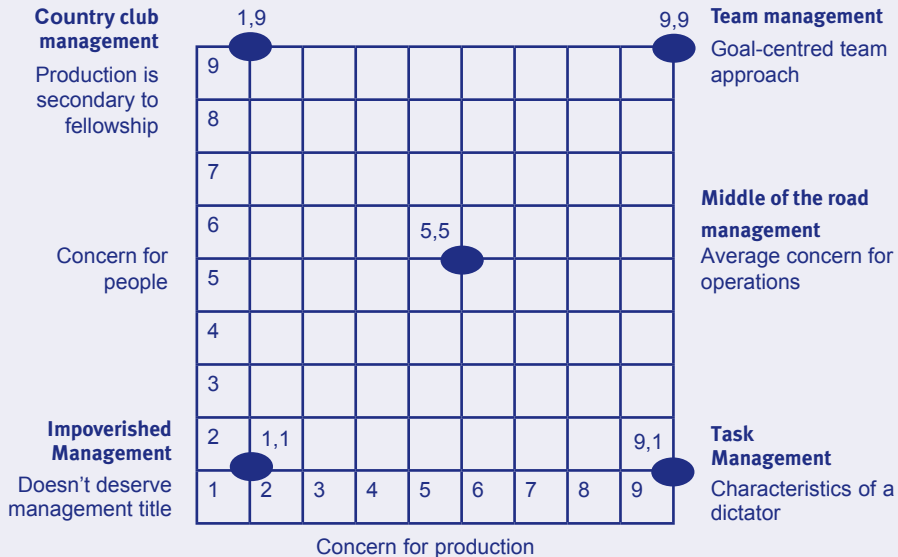 Country club
management
Production is
secondary to
fellowship
1,9
9,9
Team management
Goal-centred team
approach
9
8
7
6
5
4
3
2
5,5
Concern for
people
Middle of the road
management
Average concern for
operations
Impoverished
Management
Doesn't deserve
management title
1,1
9,1
Task
Management
Characteristics of a
dictator
1 2 3 4 5 6 7 8 9
Concern for production